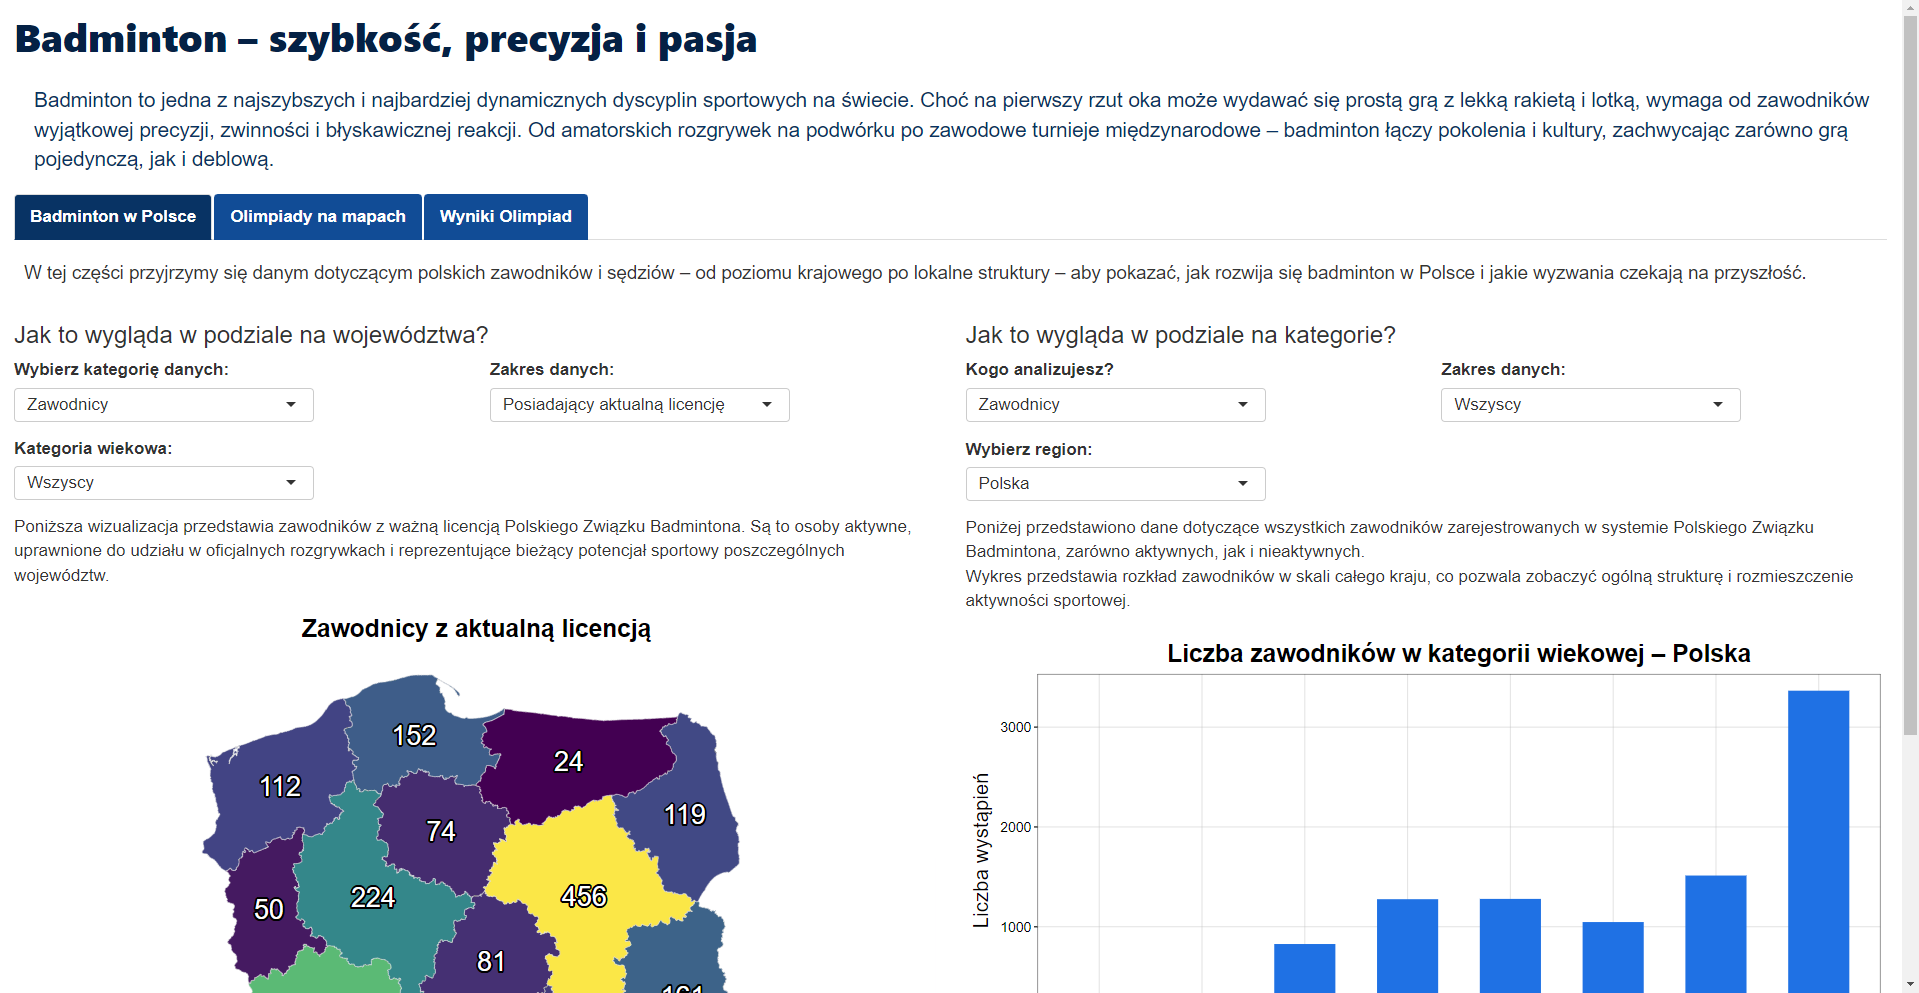 Badminton – szybkość, precyzja i pasja
Badminton to jedna z najszybszych i najbardziej dynamicznych dyscyplin sportowych na świecie. Choć na pierwszy rzut oka może wydawać się prostą grą z lekką rakietą i lotką, wymaga od zawodników
wyjątkowej precyzji, zwinności i błyskawicznej reakcji. Od amatorskich rozgrywek na podwórku po zawodowe turnieje międzynarodowe – badminton łączy pokolenia i kultury, zachwycając zarówno grą
pojedynczą, jak i deblową.
Badminton w Polsce
Olimpiady na mapach
Wyniki Olimpiad
W tej części przyjrzymy się danym dotyczącym polskich zawodników i sędziów – od poziomu krajowego po lokalne struktury – aby pokazać, jak rozwija się badminton w Polsce i jakie wyzwania czekają na przyszłość.
Jak to wygląda w podziale na województwa?
Wybierz kategorię danych:
Zakres danych:
Zawodnicy
Posiadający aktualną licencję
Kategoria wiekowa:
Wszyscy
Poniższa wizualizacja przedstawia zawodników z ważną licencją Polskiego Związku Badmintona. Są to osoby aktywne,
uprawnione do udziału w oficjalnych rozgrywkach i reprezentujące bieżący potencjał sportowy poszczególnych
województw.
Zawodnicy z aktualną licencją
152
24
112
119
74
224
456
50
81
161
Jak to wygląda w podziale na kategorie?
Kogo analizujesz?
Zakres danych:
Zawodnicy
Wszyscy
Wybierz region:
Polska
Poniżej przedstawiono dane dotyczące wszystkich zawodników zarejestrowanych w systemie Polskiego Związku
Badmintona, zarówno aktywnych, jak i nieaktywnych.
Wykres przedstawia rozkład zawodników w skali całego kraju, co pozwala zobaczyć ogólną strukturę i rozmieszczenie
aktywności sportowej.
Liczba zawodników w kategorii wiekowej – Polska
Liczba wystąpień
3000
2000
1000